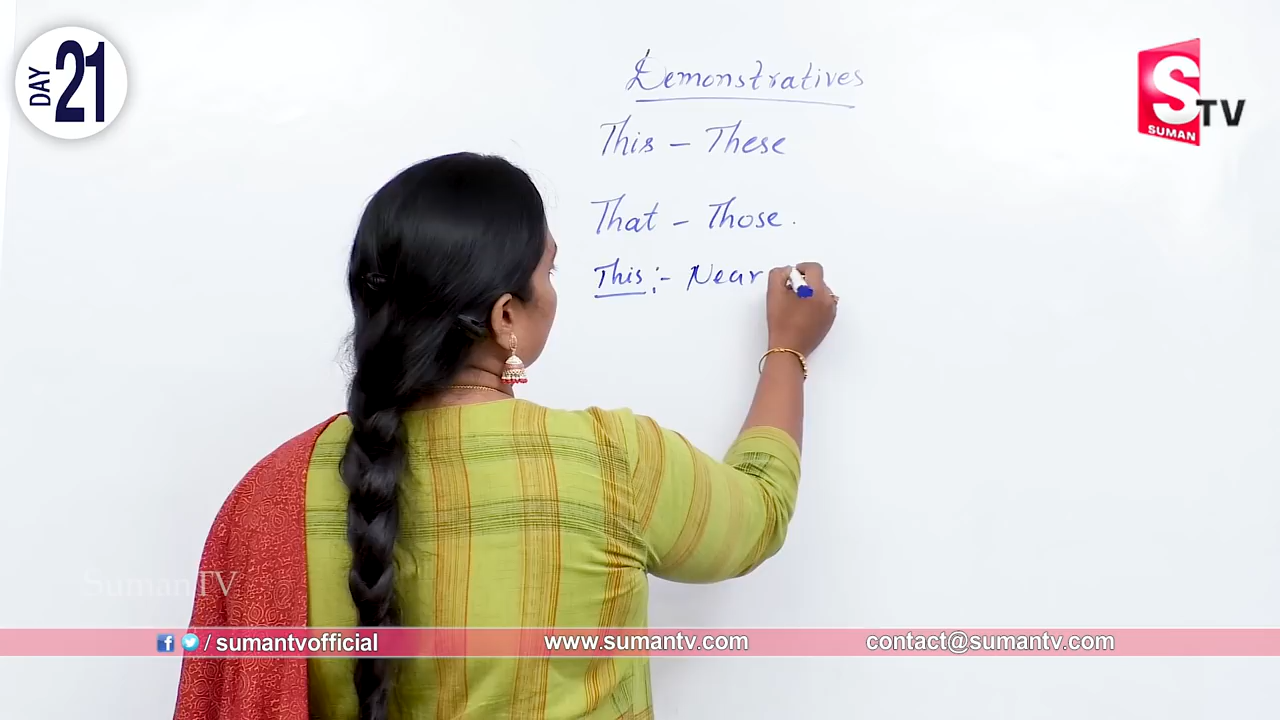 DAY 21
Demonstratives
This - These
That - Those.
This :- Near
S TV
SUMAN
SumanTV
/ sumantvofficial
www.sumantv.com
contact@sumantv.com